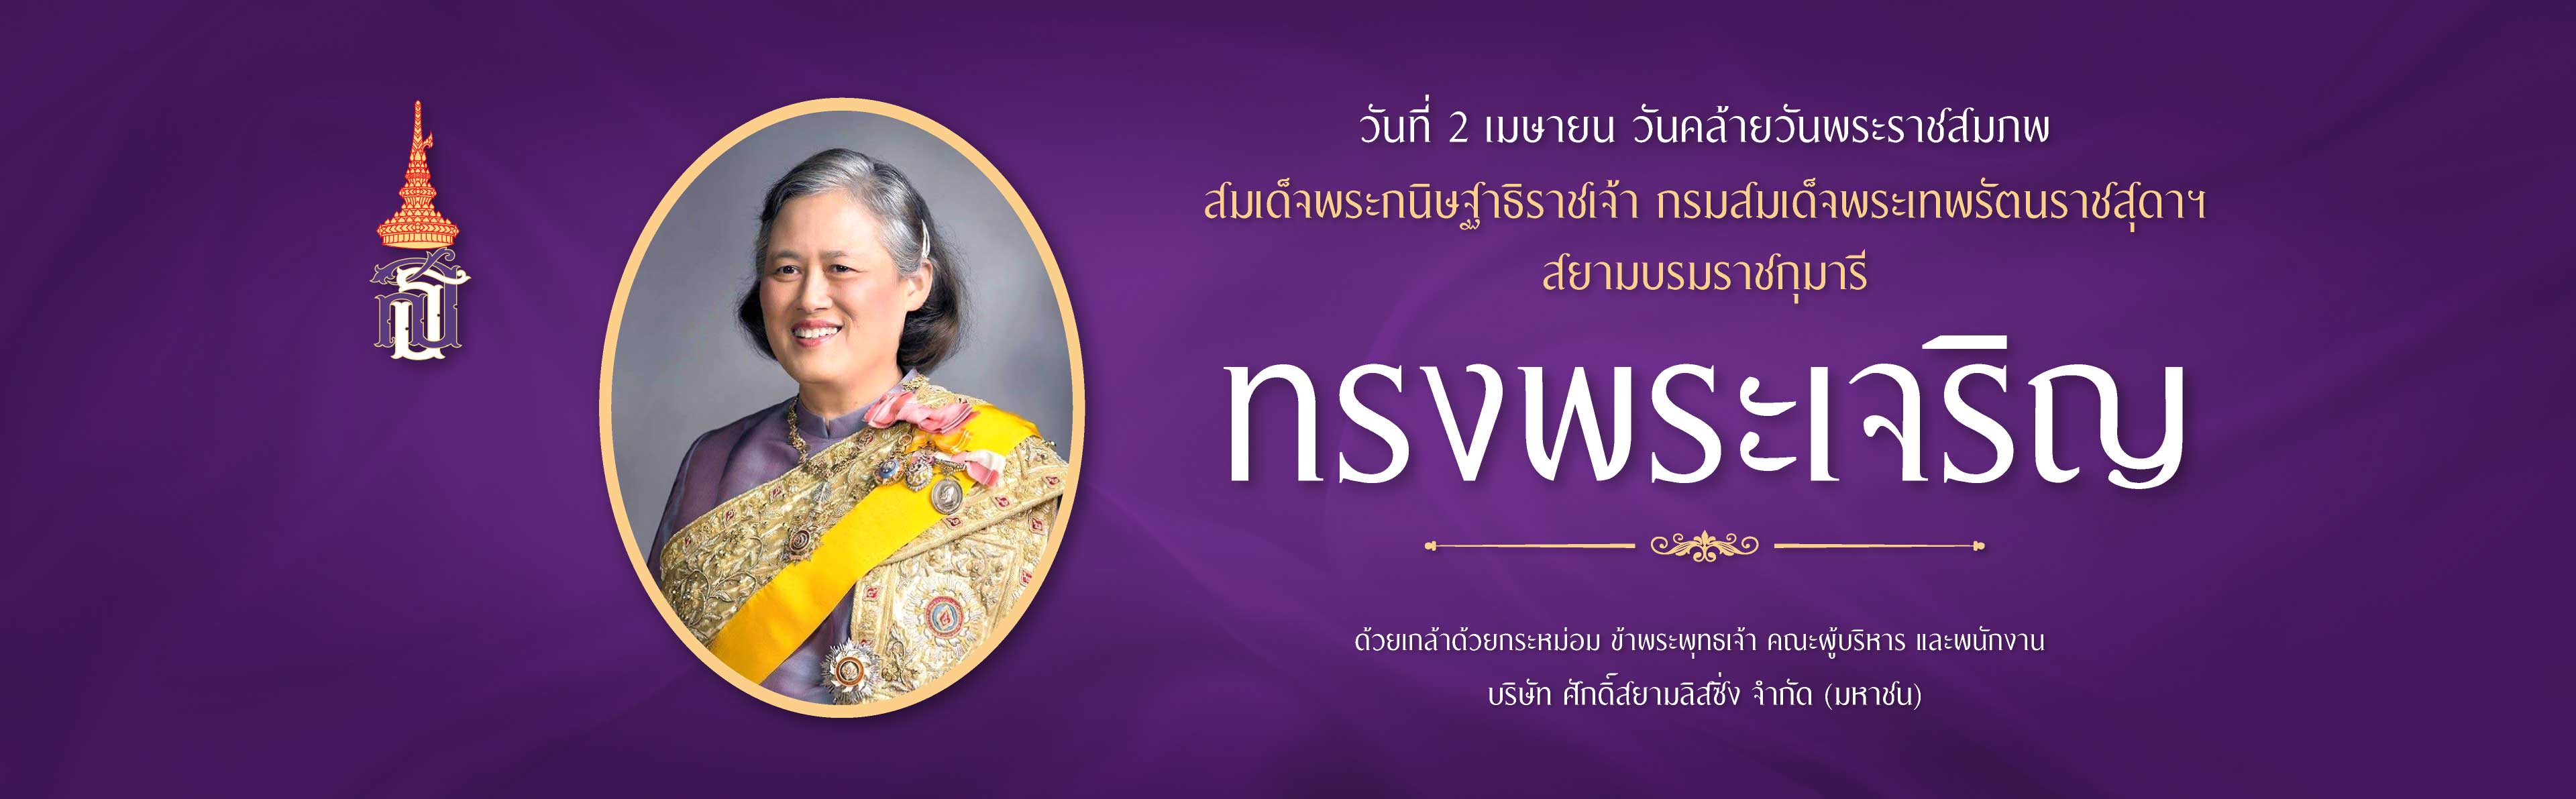 วันที่ 2 เมษายน วันคล้ายวันพระราชสมภพ
สมเด็จพระกนิษฐาธิราชเจ้า กรมสมเด็จพระเทพรัตนราชสุดาฯ
สยามบรมราชกุมารี
ทรงพระเจริญ
ด้วยเกล้าด้วยกระหม่อม ข้าพระพุทธเจ้า คณะผู้บริหาร และพนักงาน
บริษัท ศักดิ์สยามลิสซิ่ง จำกัด (มหาชน)